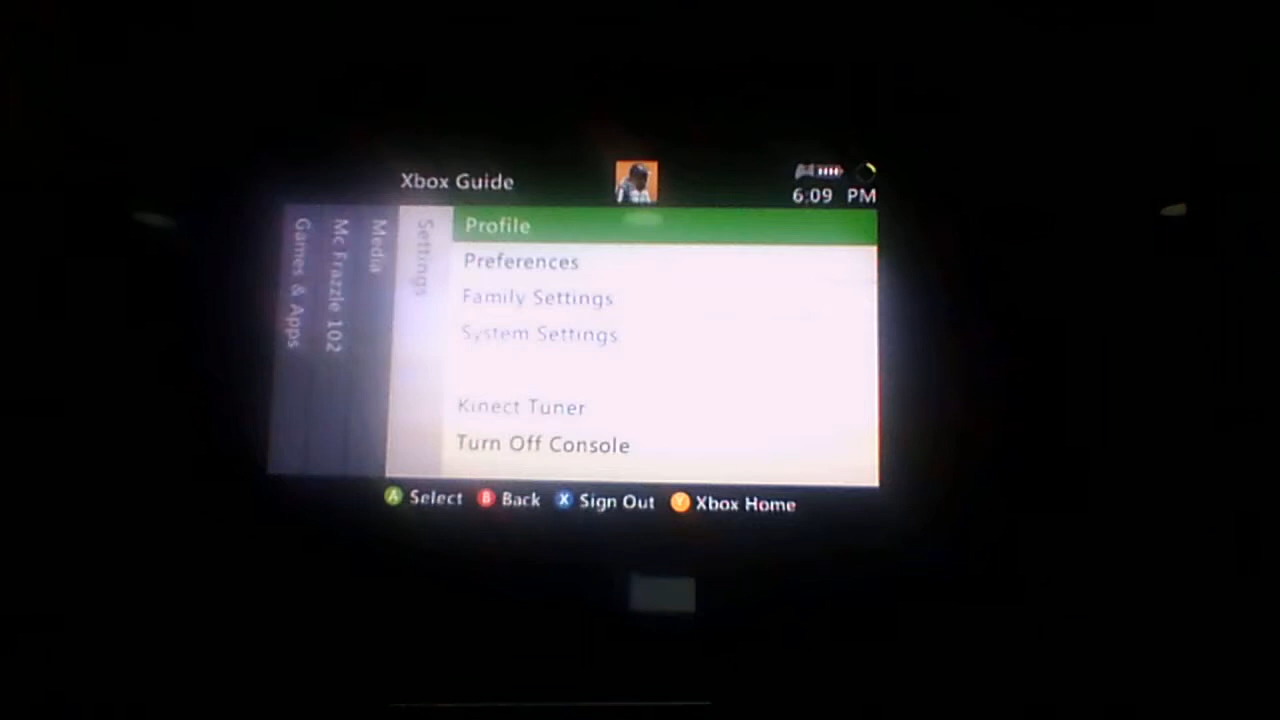 Xbox Guide
6:09 PM
Games & Apps
Mc Frazzle 102
Media
Settings
Profile
Preferences
Family Settings
System Settings
Kinect Tuner
Turn Off Console
A Select B Back X Sign Out Y Xbox Home